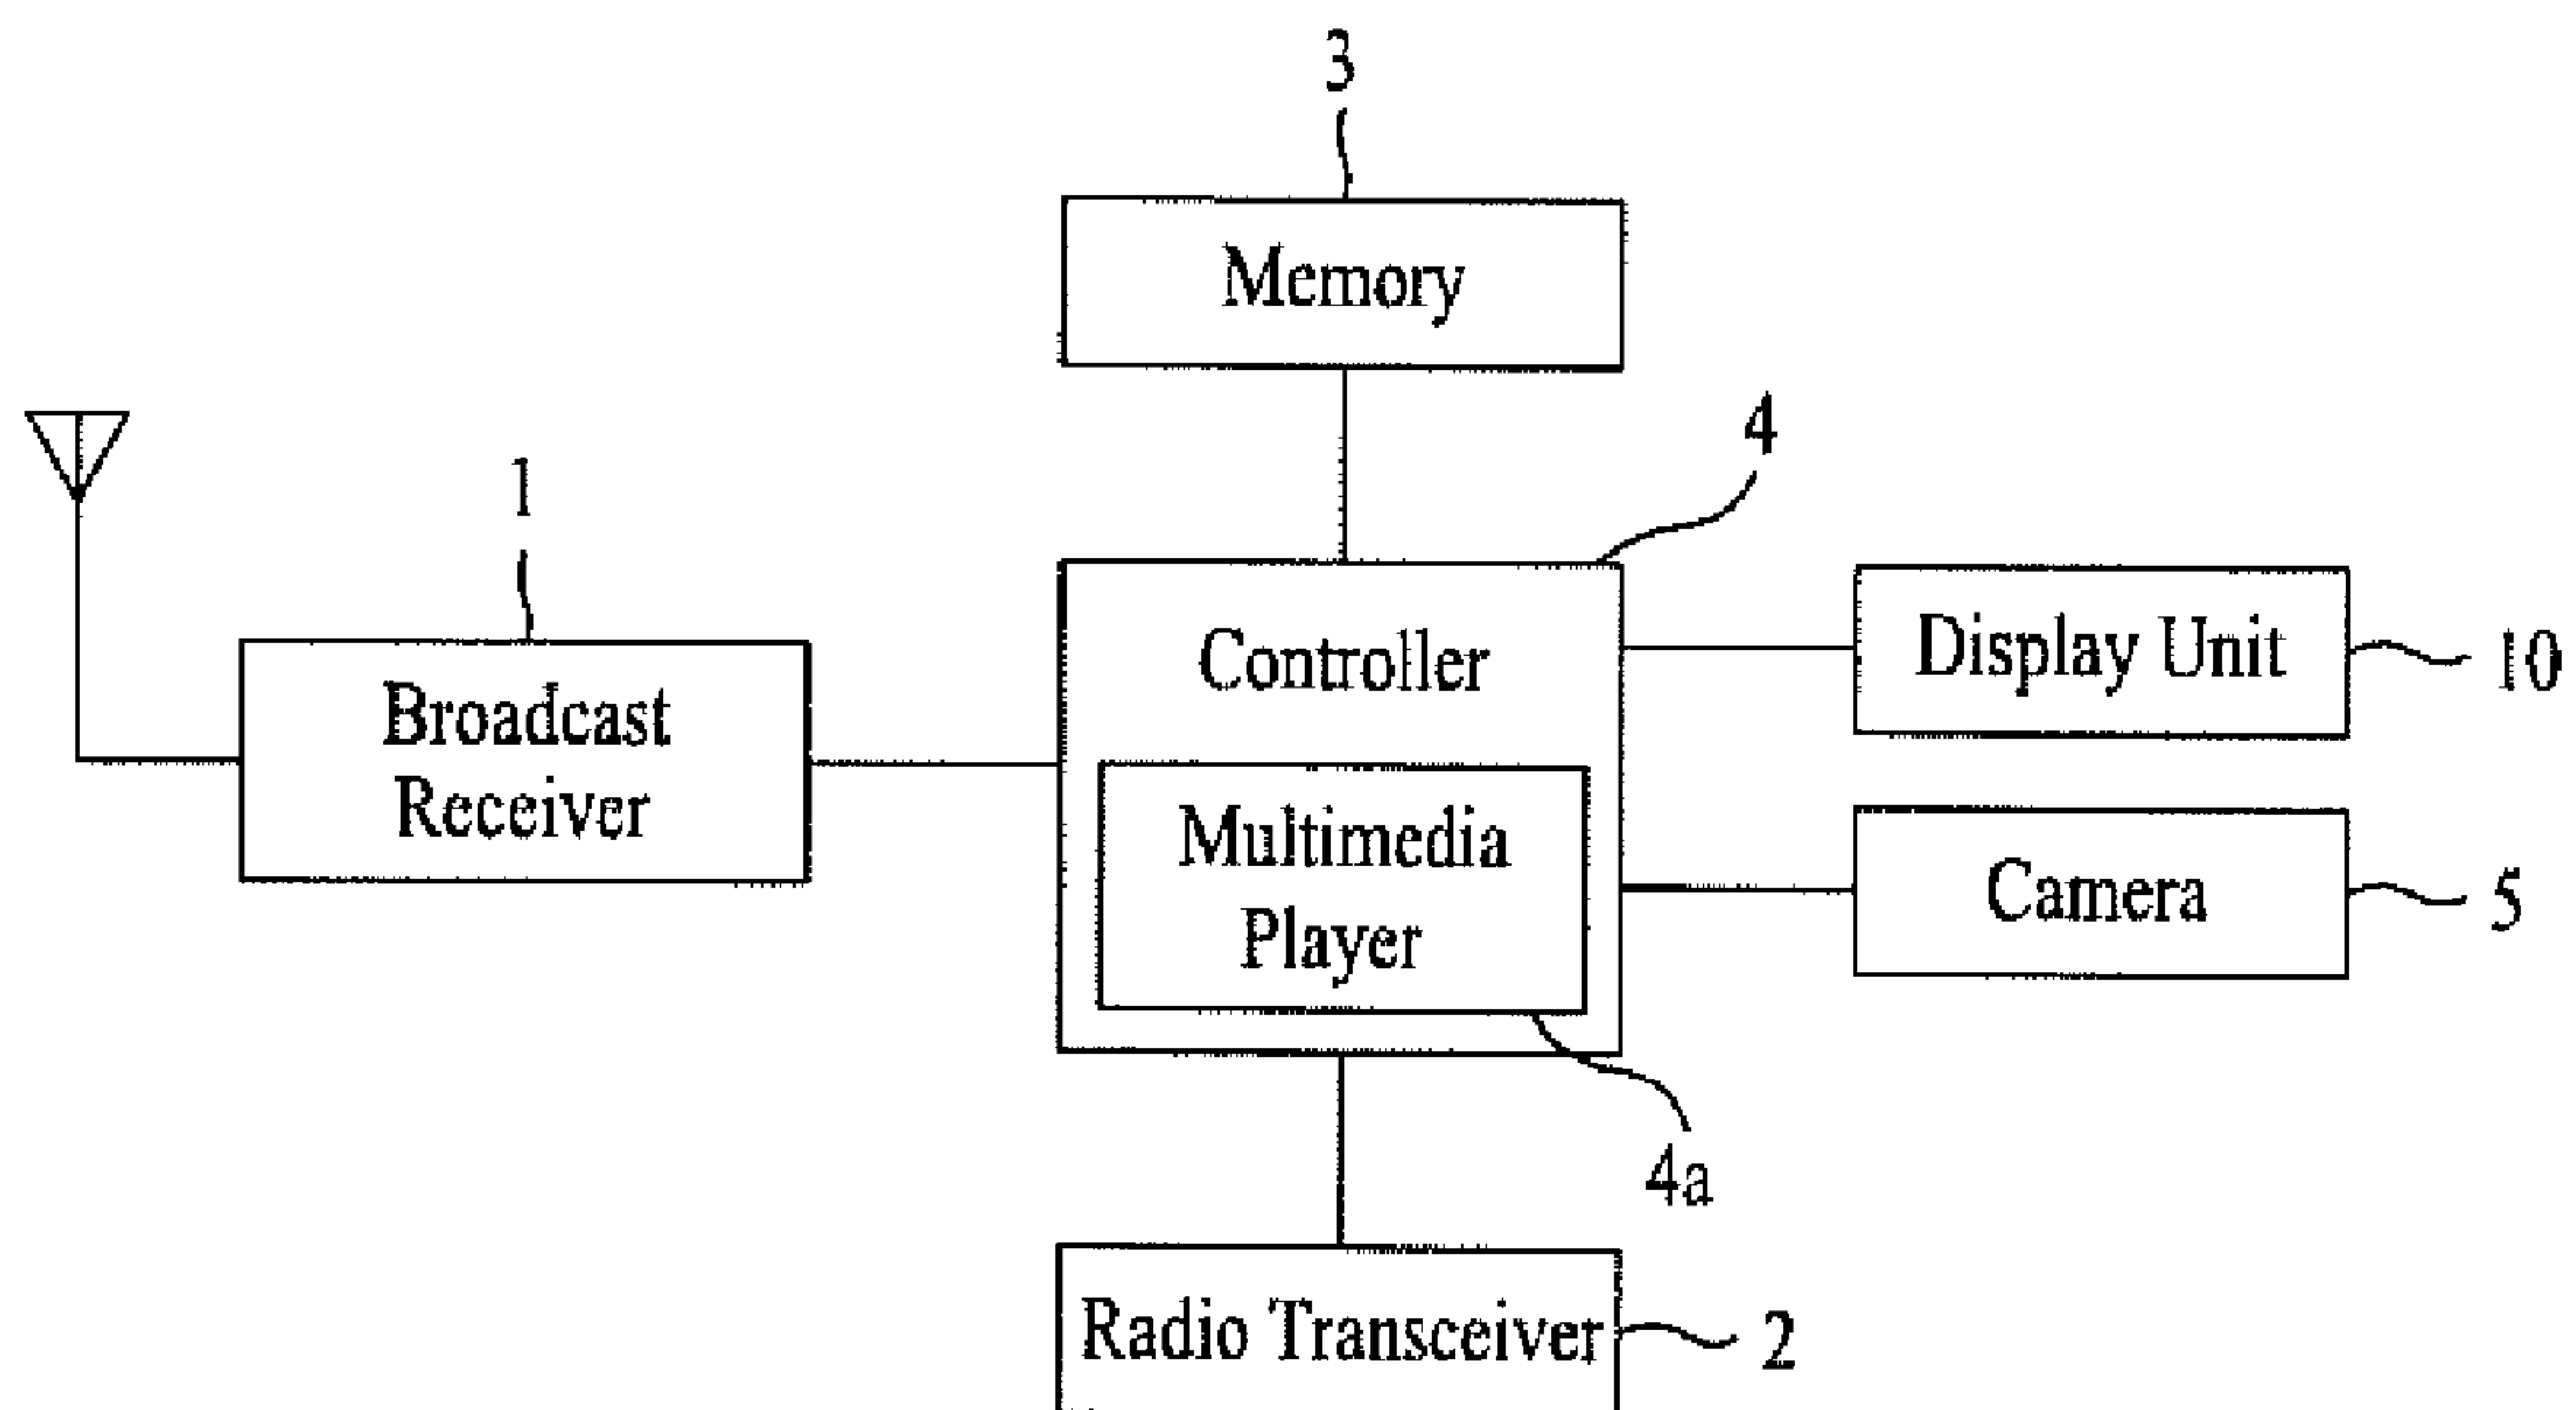 3
Memory
4
1
Controller
Display Unit
10
Broadcast
Receiver
Multimedia
Player
Camera
5
4a
Radio Transceiver
2